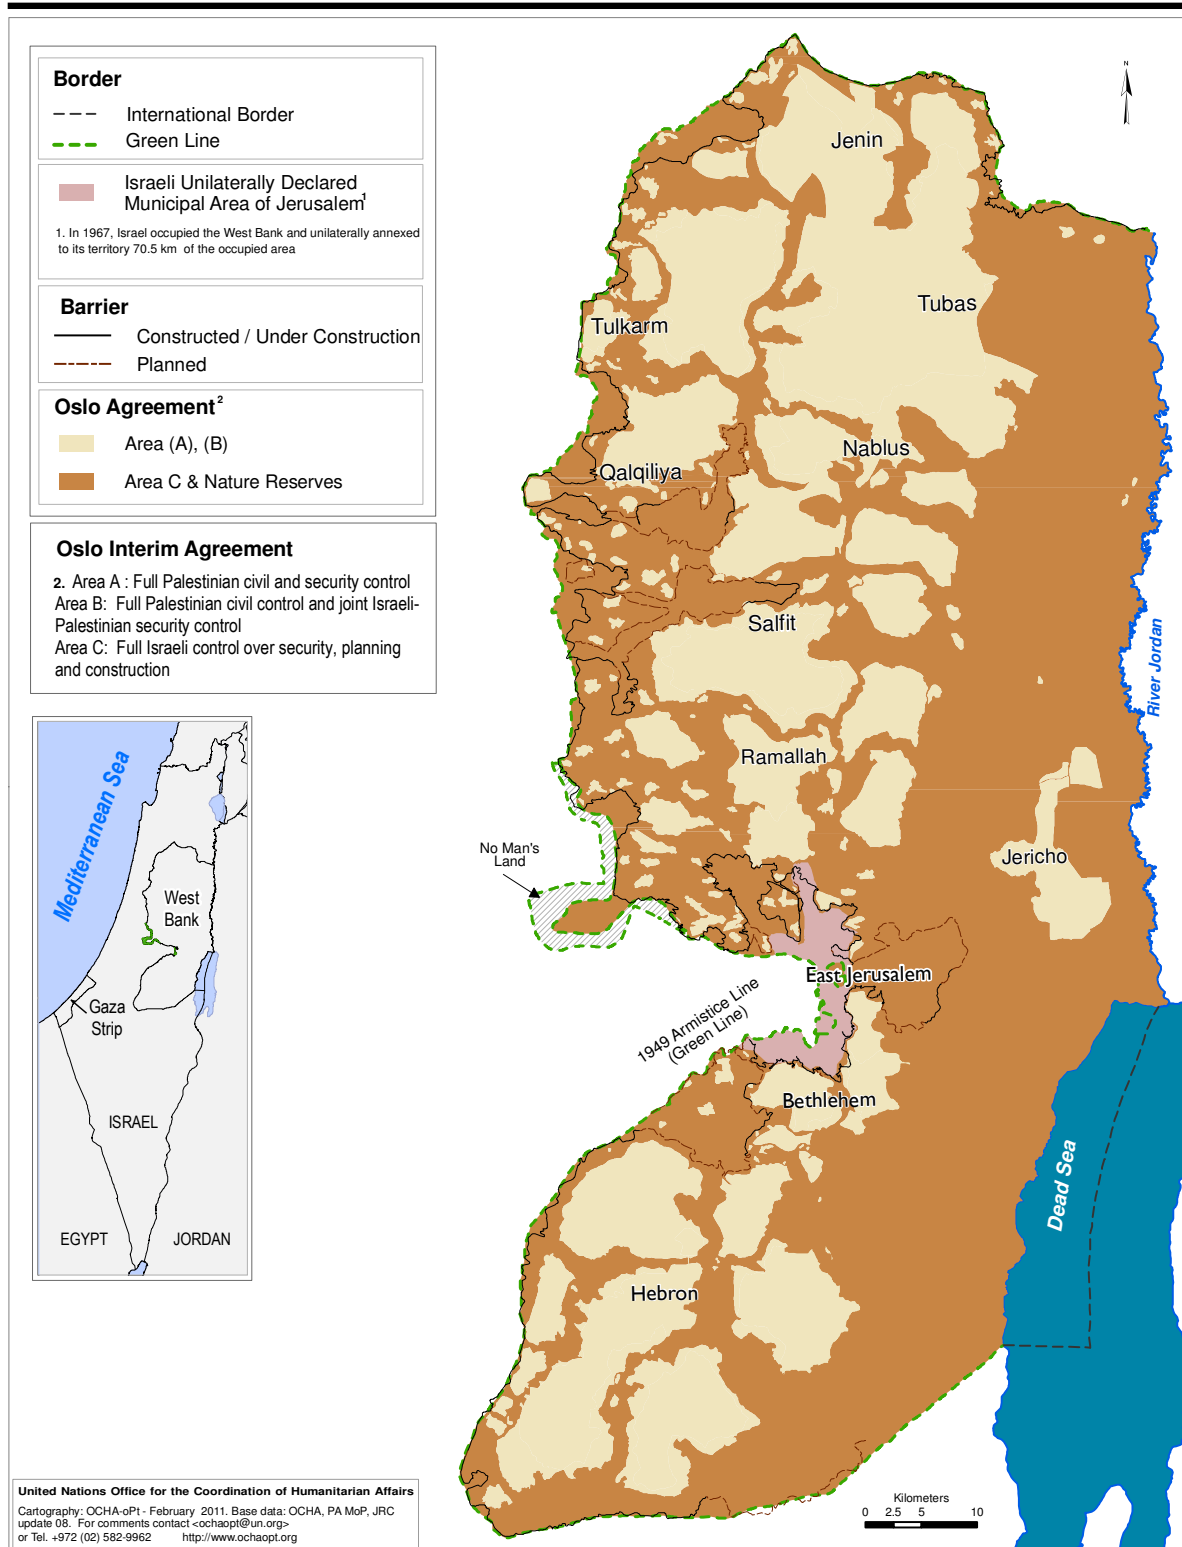 Border
International Border
Green Line
Israeli Unilaterally Declared
Municipal Area of Jerusalem1
1. In 1967, Israel occupied the West Bank and unilaterally annexed
to its territory 70.5 km of the occupied area
Barrier
Constructed / Under Construction
Planned
Oslo Agreement2
Area (A), (B)
Area C & Nature Reserves
Oslo Interim Agreement
2. Area A : Full Palestinian civil and security control
Area B: Full Palestinian civil control and joint Israeli-
Palestinian security control
Area C: Full Israeli control over security, planning
and construction
Mediterranean Sea
West
Bank
Gaza
Strip
ISRAEL
EGYPT
JORDAN
N
Jenin
Tubas
Tulkarm
Nablus
Qalqiliya
Salfit
River Jordan
Ramallah
No Man's
Land
Jericho
East Jerusalem
1949 Armistice Line
(Green Line)
Bethlehem
Dead Sea
Hebron
Kilometers
0 2.5 5 10
United Nations Office for the Coordination of Humanitarian Affairs
Cartography: OCHA-oPt - February 2011. Base data: OCHA, PA MoP, JRC
update 08. For comments contact <ochaopt@un.org>
or Tel. +972 (02) 582-9962 http://www.ochaopt.org